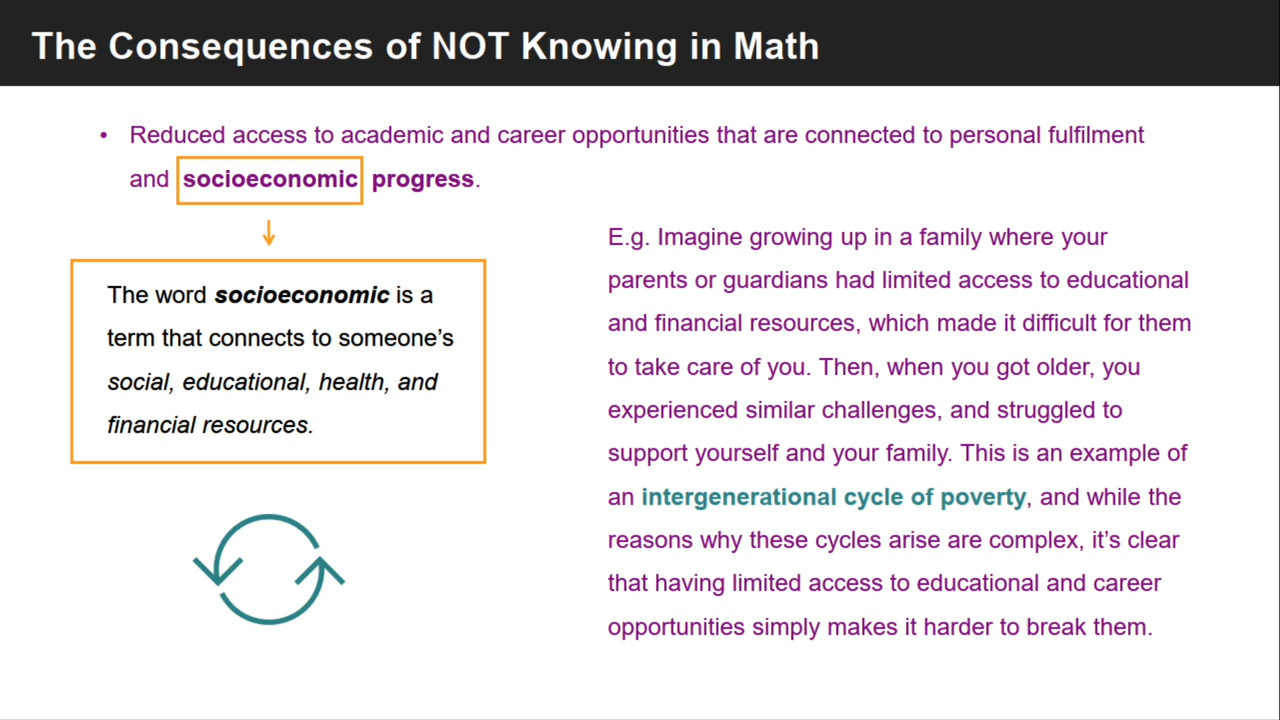 The Consequences of NOT Knowing in Math
• Reduced access to academic and career opportunities that are connected to personal fulfilment
and socioeconomic progress.
The word socioeconomic is a
term that connects to someone’s
social, educational, health, and
financial resources.
E.g. Imagine growing up in a family where your
parents or guardians had limited access to educational
and financial resources, which made it difficult for them
to take care of you. Then, when you got older, you
experienced similar challenges, and struggled to
support yourself and your family. This is an example of
an intergenerational cycle of poverty, and while the
reasons why these cycles arise are complex, it’s clear
that having limited access to educational and career
opportunities simply makes it harder to break them.